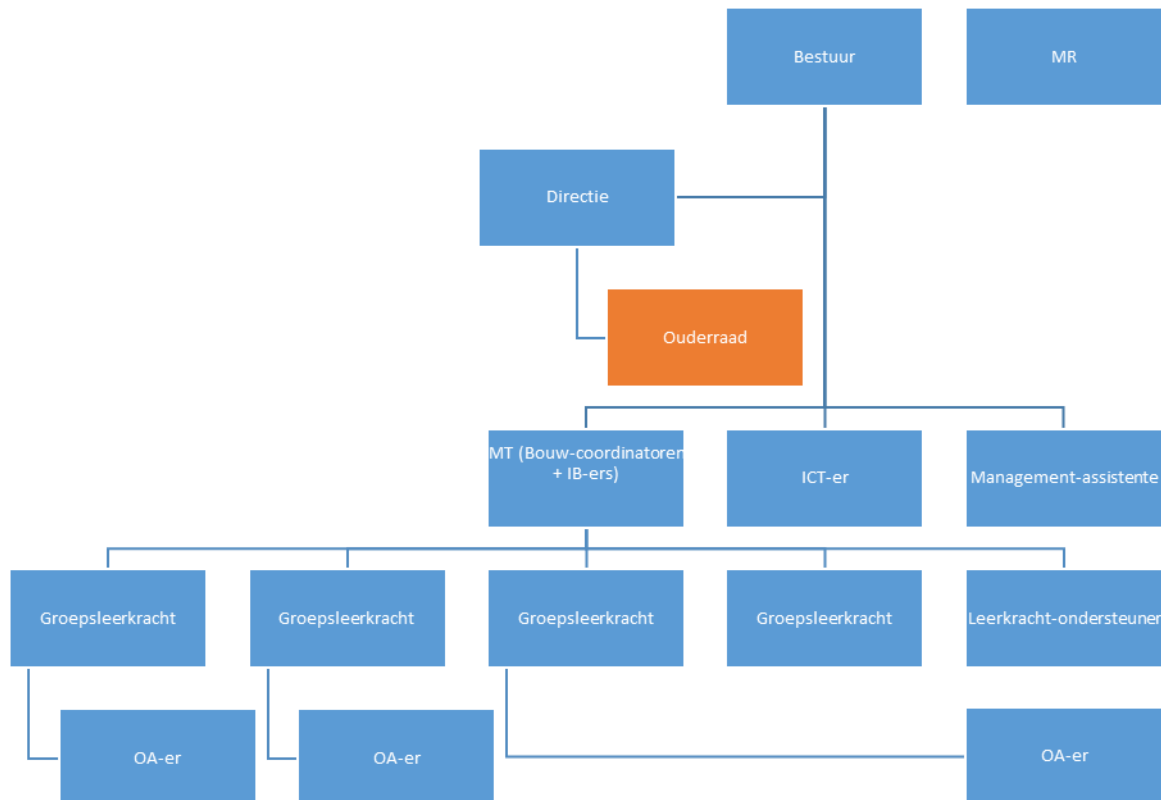 Bestuur
MR
Directie
Ouderraad
MT (Bouw-coordinatoren
+ IB-ers)
ICT-er
Management-assistente
Groepsleerkracht
Groepsleerkracht
Groepsleerkracht
Groepsleerkracht
Leerkracht-ondersteuner
OA-er
OA-er
OA-er